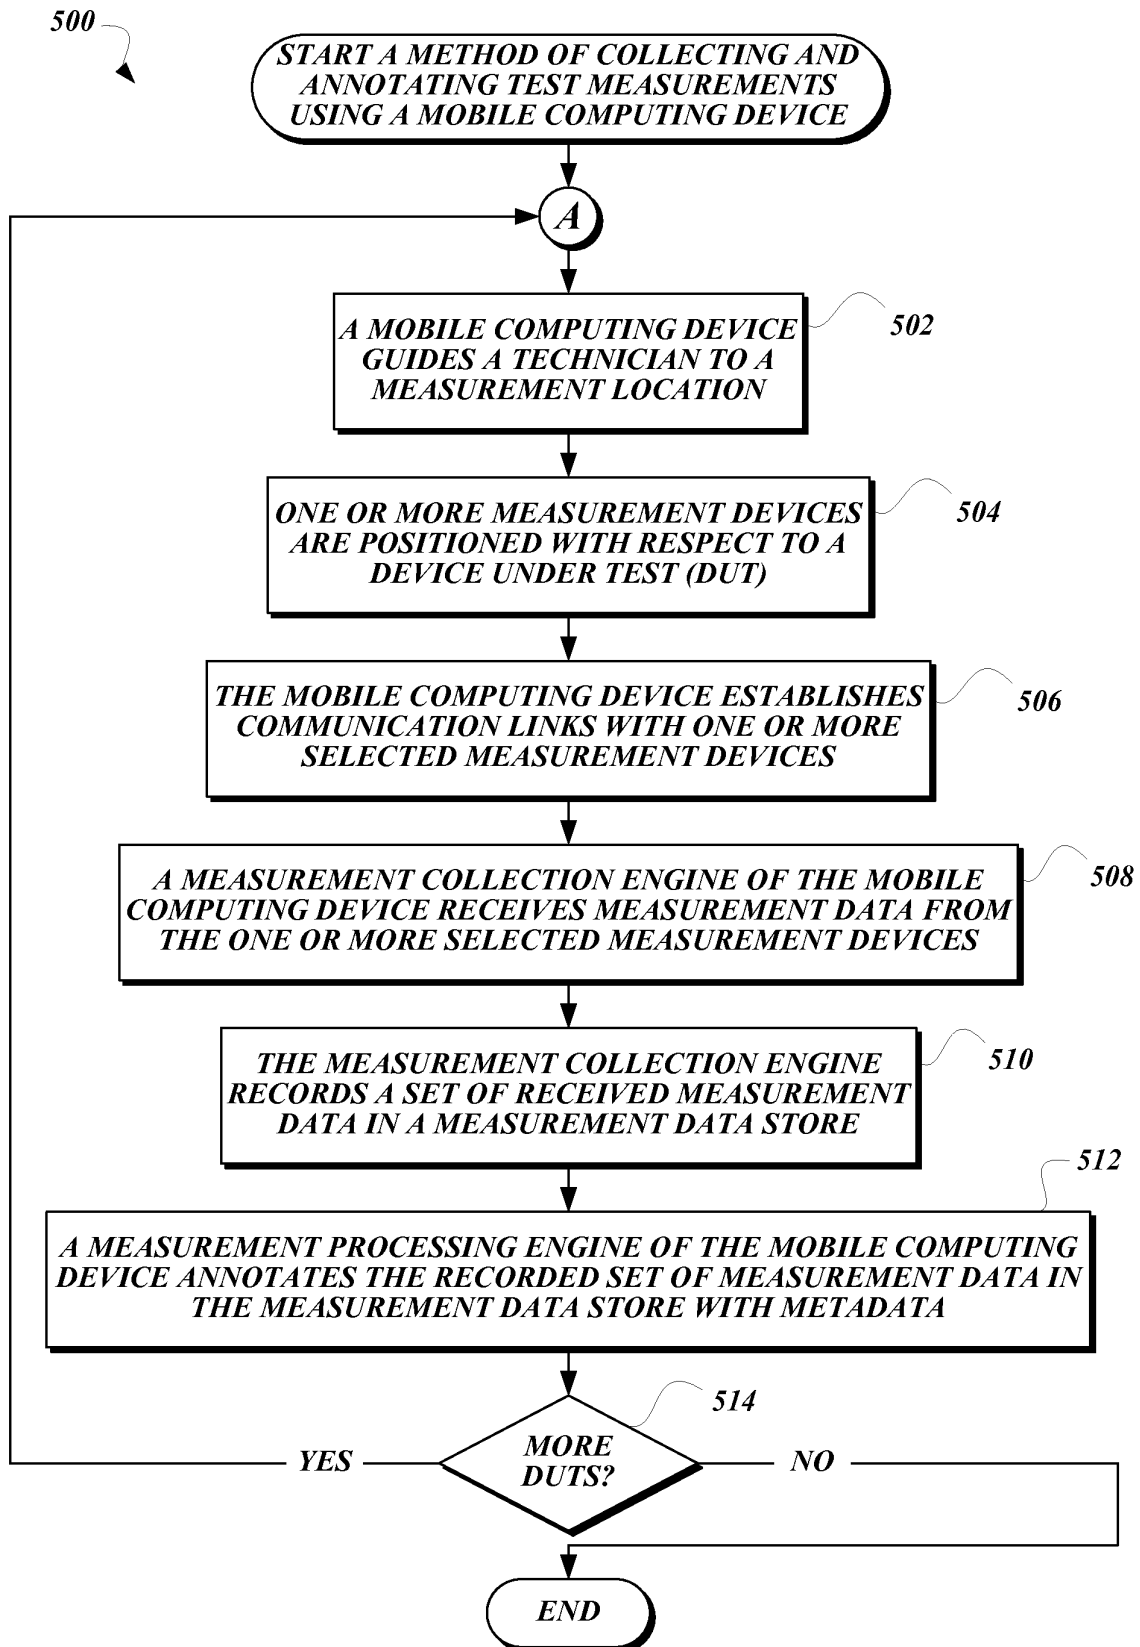 500
START A METHOD OF COLLECTING AND
ANNOTATING TEST MEASUREMENTS
USING A MOBILE COMPUTING DEVICE
A
A MOBILE COMPUTING DEVICE
GUIDES A TECHNICIAN TO A
MEASUREMENT LOCATION
502
ONE OR MORE MEASUREMENT DEVICES
ARE POSITIONED WITH RESPECT TO A
DEVICE UNDER TEST (DUT)
504
THE MOBILE COMPUTING DEVICE ESTABLISHES
COMMUNICATION LINKS WITH ONE OR MORE
SELECTED MEASUREMENT DEVICES
506
A MEASUREMENT COLLECTION ENGINE OF THE MOBILE
COMPUTING DEVICE RECEIVES MEASUREMENT DATA FROM
THE ONE OR MORE SELECTED MEASUREMENT DEVICES
508
THE MEASUREMENT COLLECTION ENGINE
RECORDS A SET OF RECEIVED MEASUREMENT
DATA IN A MEASUREMENT DATA STORE
510
512
A MEASUREMENT PROCESSING ENGINE OF THE MOBILE COMPUTING
DEVICE ANNOTATES THE RECORDED SET OF MEASUREMENT DATA IN
THE MEASUREMENT DATA STORE WITH METADATA
514
MORE
DUTS?
YES
NO
END